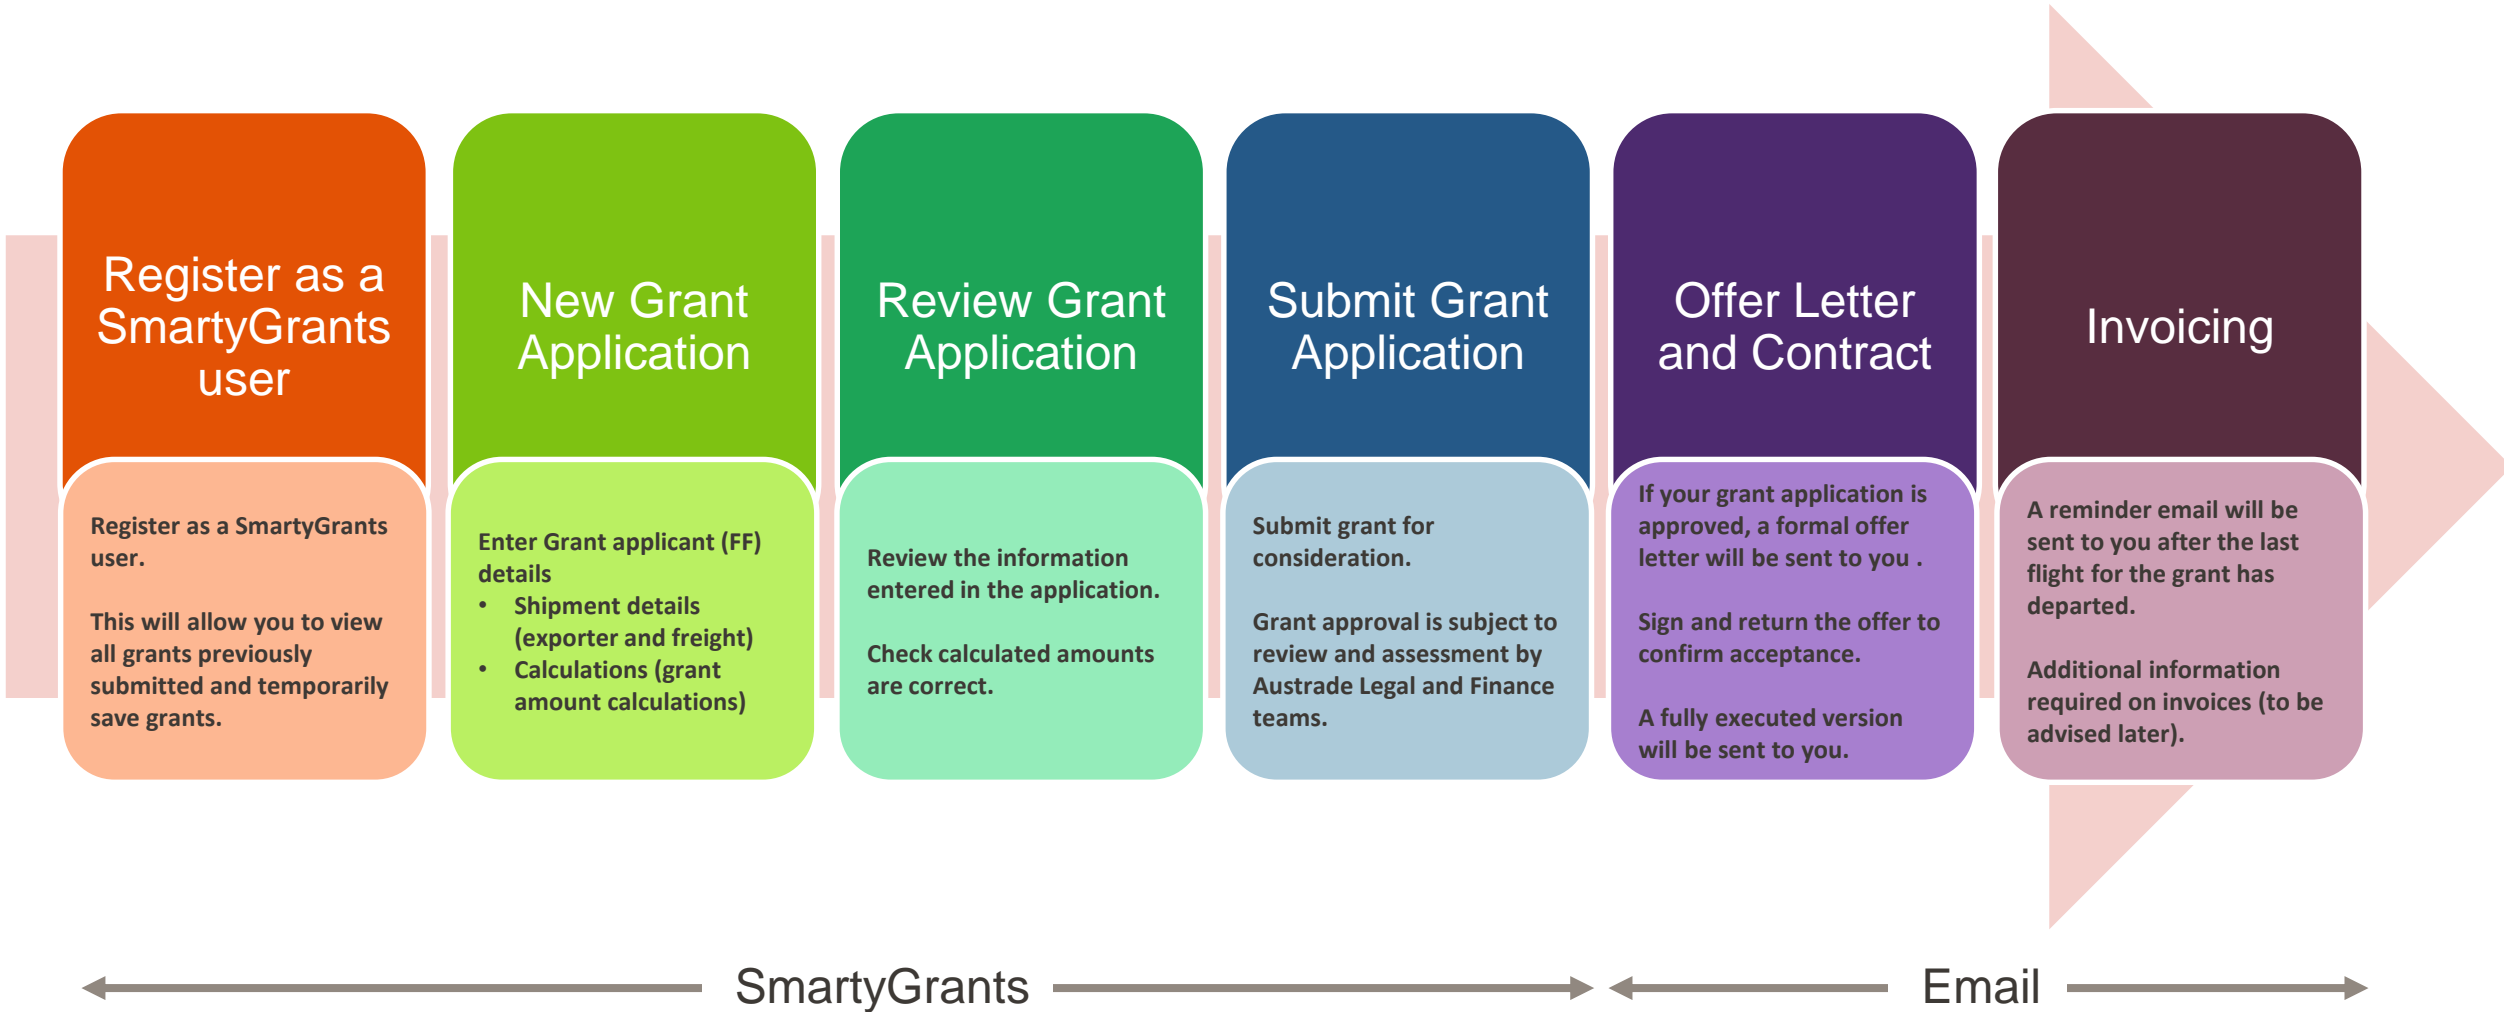 Register as a
SmartyGrants
user
Register as a SmartyGrants
user.
This will allow you to view
all grants previously
submitted and temporarily
save grants.
New Grant
Application
Enter Grant applicant (FF)
details
• Shipment details
(exporter and freight)
• Calculations (grant
amount calculations)
Review Grant
Application
Review the information
entered in the application.
Check calculated amounts
are correct.
Submit Grant
Application
Submit grant for
consideration.
Grant approval is subject to
review and assessment by
Austrade Legal and Finance
teams.
Offer Letter
and Contract
If your grant application is
approved, a formal offer
letter will be sent to you .
Sign and return the offer to
confirm acceptance.
A fully executed version
will be sent to you.
Invoicing
A reminder email will be
sent to you after the last
flight for the grant has
departed.
Additional information
required on invoices (to be
advised later).
SmartyGrants
Email